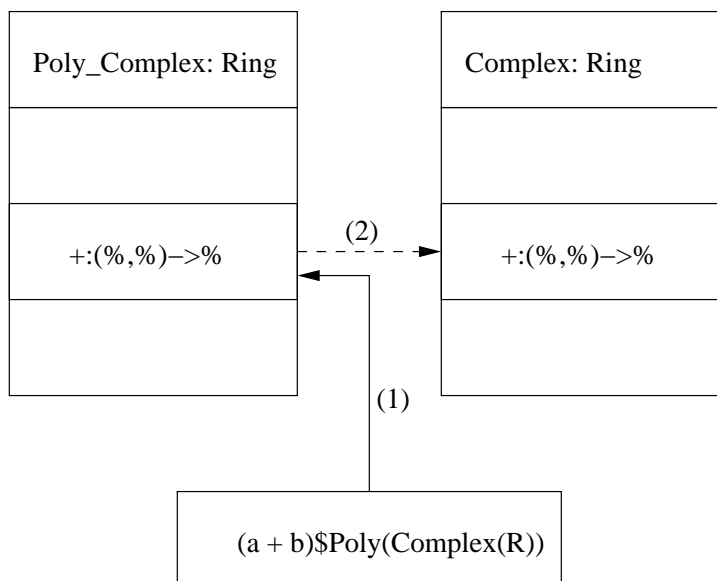 Poly_Complex: Ring
Complex: Ring
+:(%,%)−>%
(2)
+:(%,%)−>%
(1)
(a + b)$Poly(Complex(R))